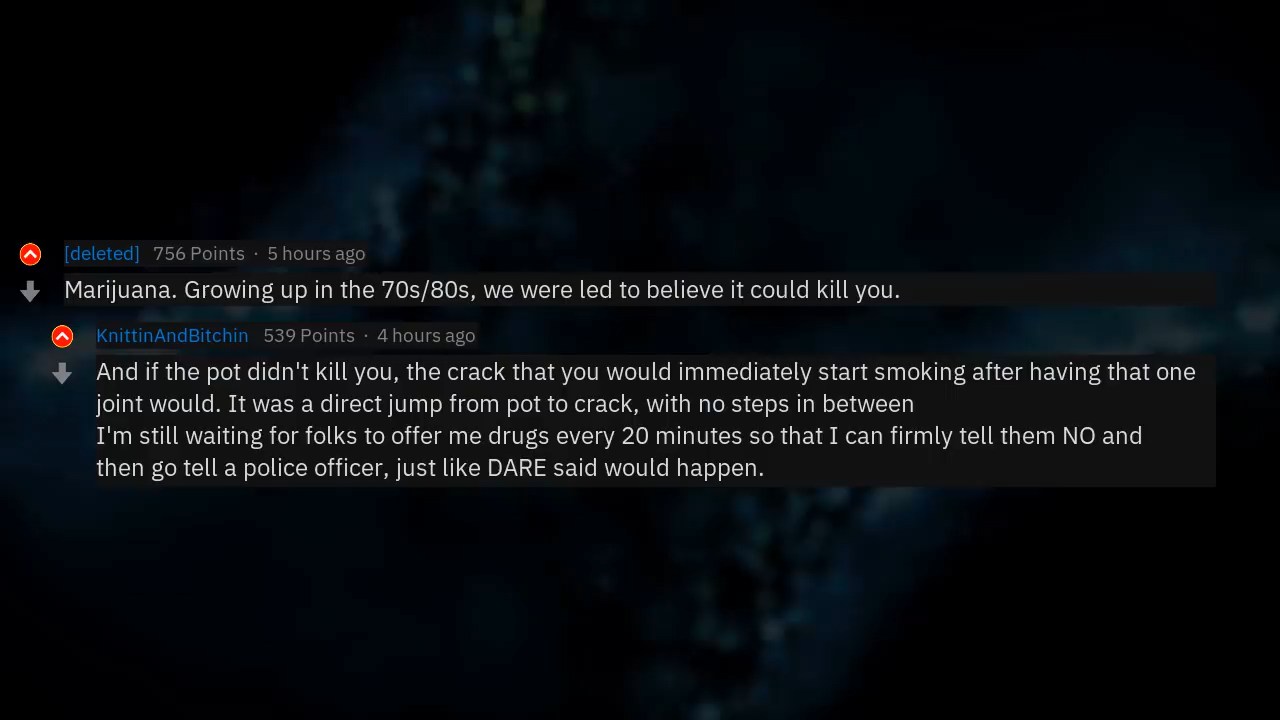 [deleted] 756 Points · 5 hours ago
Marijuana. Growing up in the 70s/80s, we were led to believe it could kill you.
KnittinAndBitchin 539 Points · 4 hours ago
And if the pot didn't kill you, the crack that you would immediately start smoking after having that one
joint would. It was a direct jump from pot to crack, with no steps in between
I'm still waiting for folks to offer me drugs every 20 minutes so that I can firmly tell them NO and
then go tell a police officer, just like DARE said would happen.